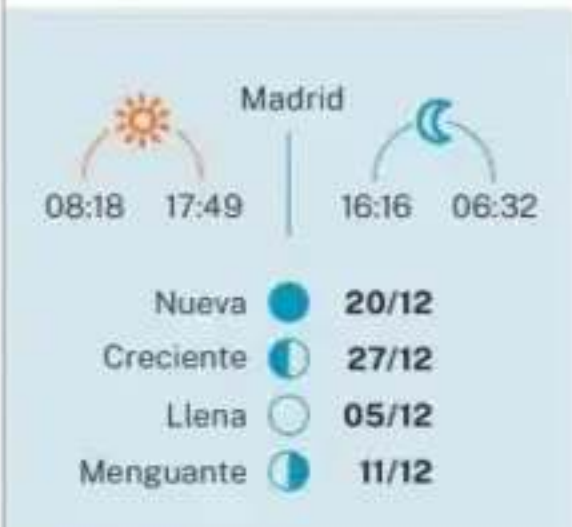 Madrid
08:18 17:49 16:16 06:32
Nueva 20/12
Creciente 27/12
Llena 05/12
Menguante 11/12